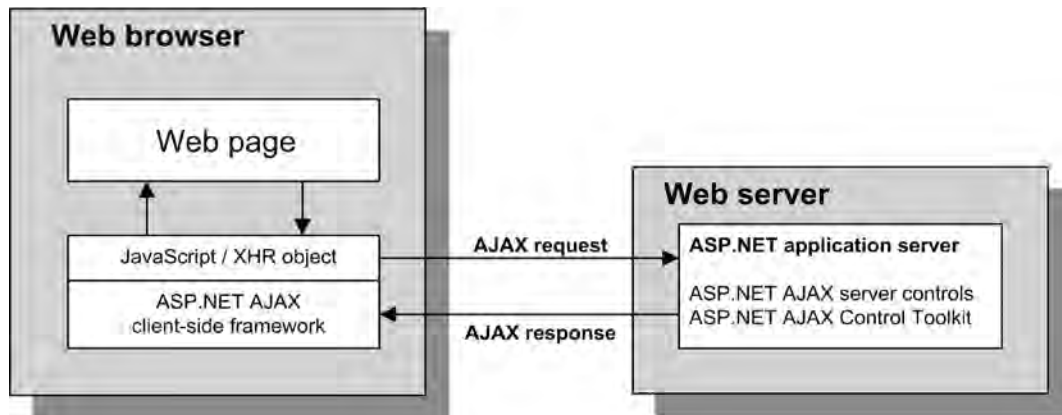 Web browser
Web page
JavaScript / XHR object
ASP.NET AJAX
client-side framework
AJAX request
AJAX response
Web server
ASP.NET application server
ASP.NET AJAX server controls
ASP.NET AJAX Control Toolkit